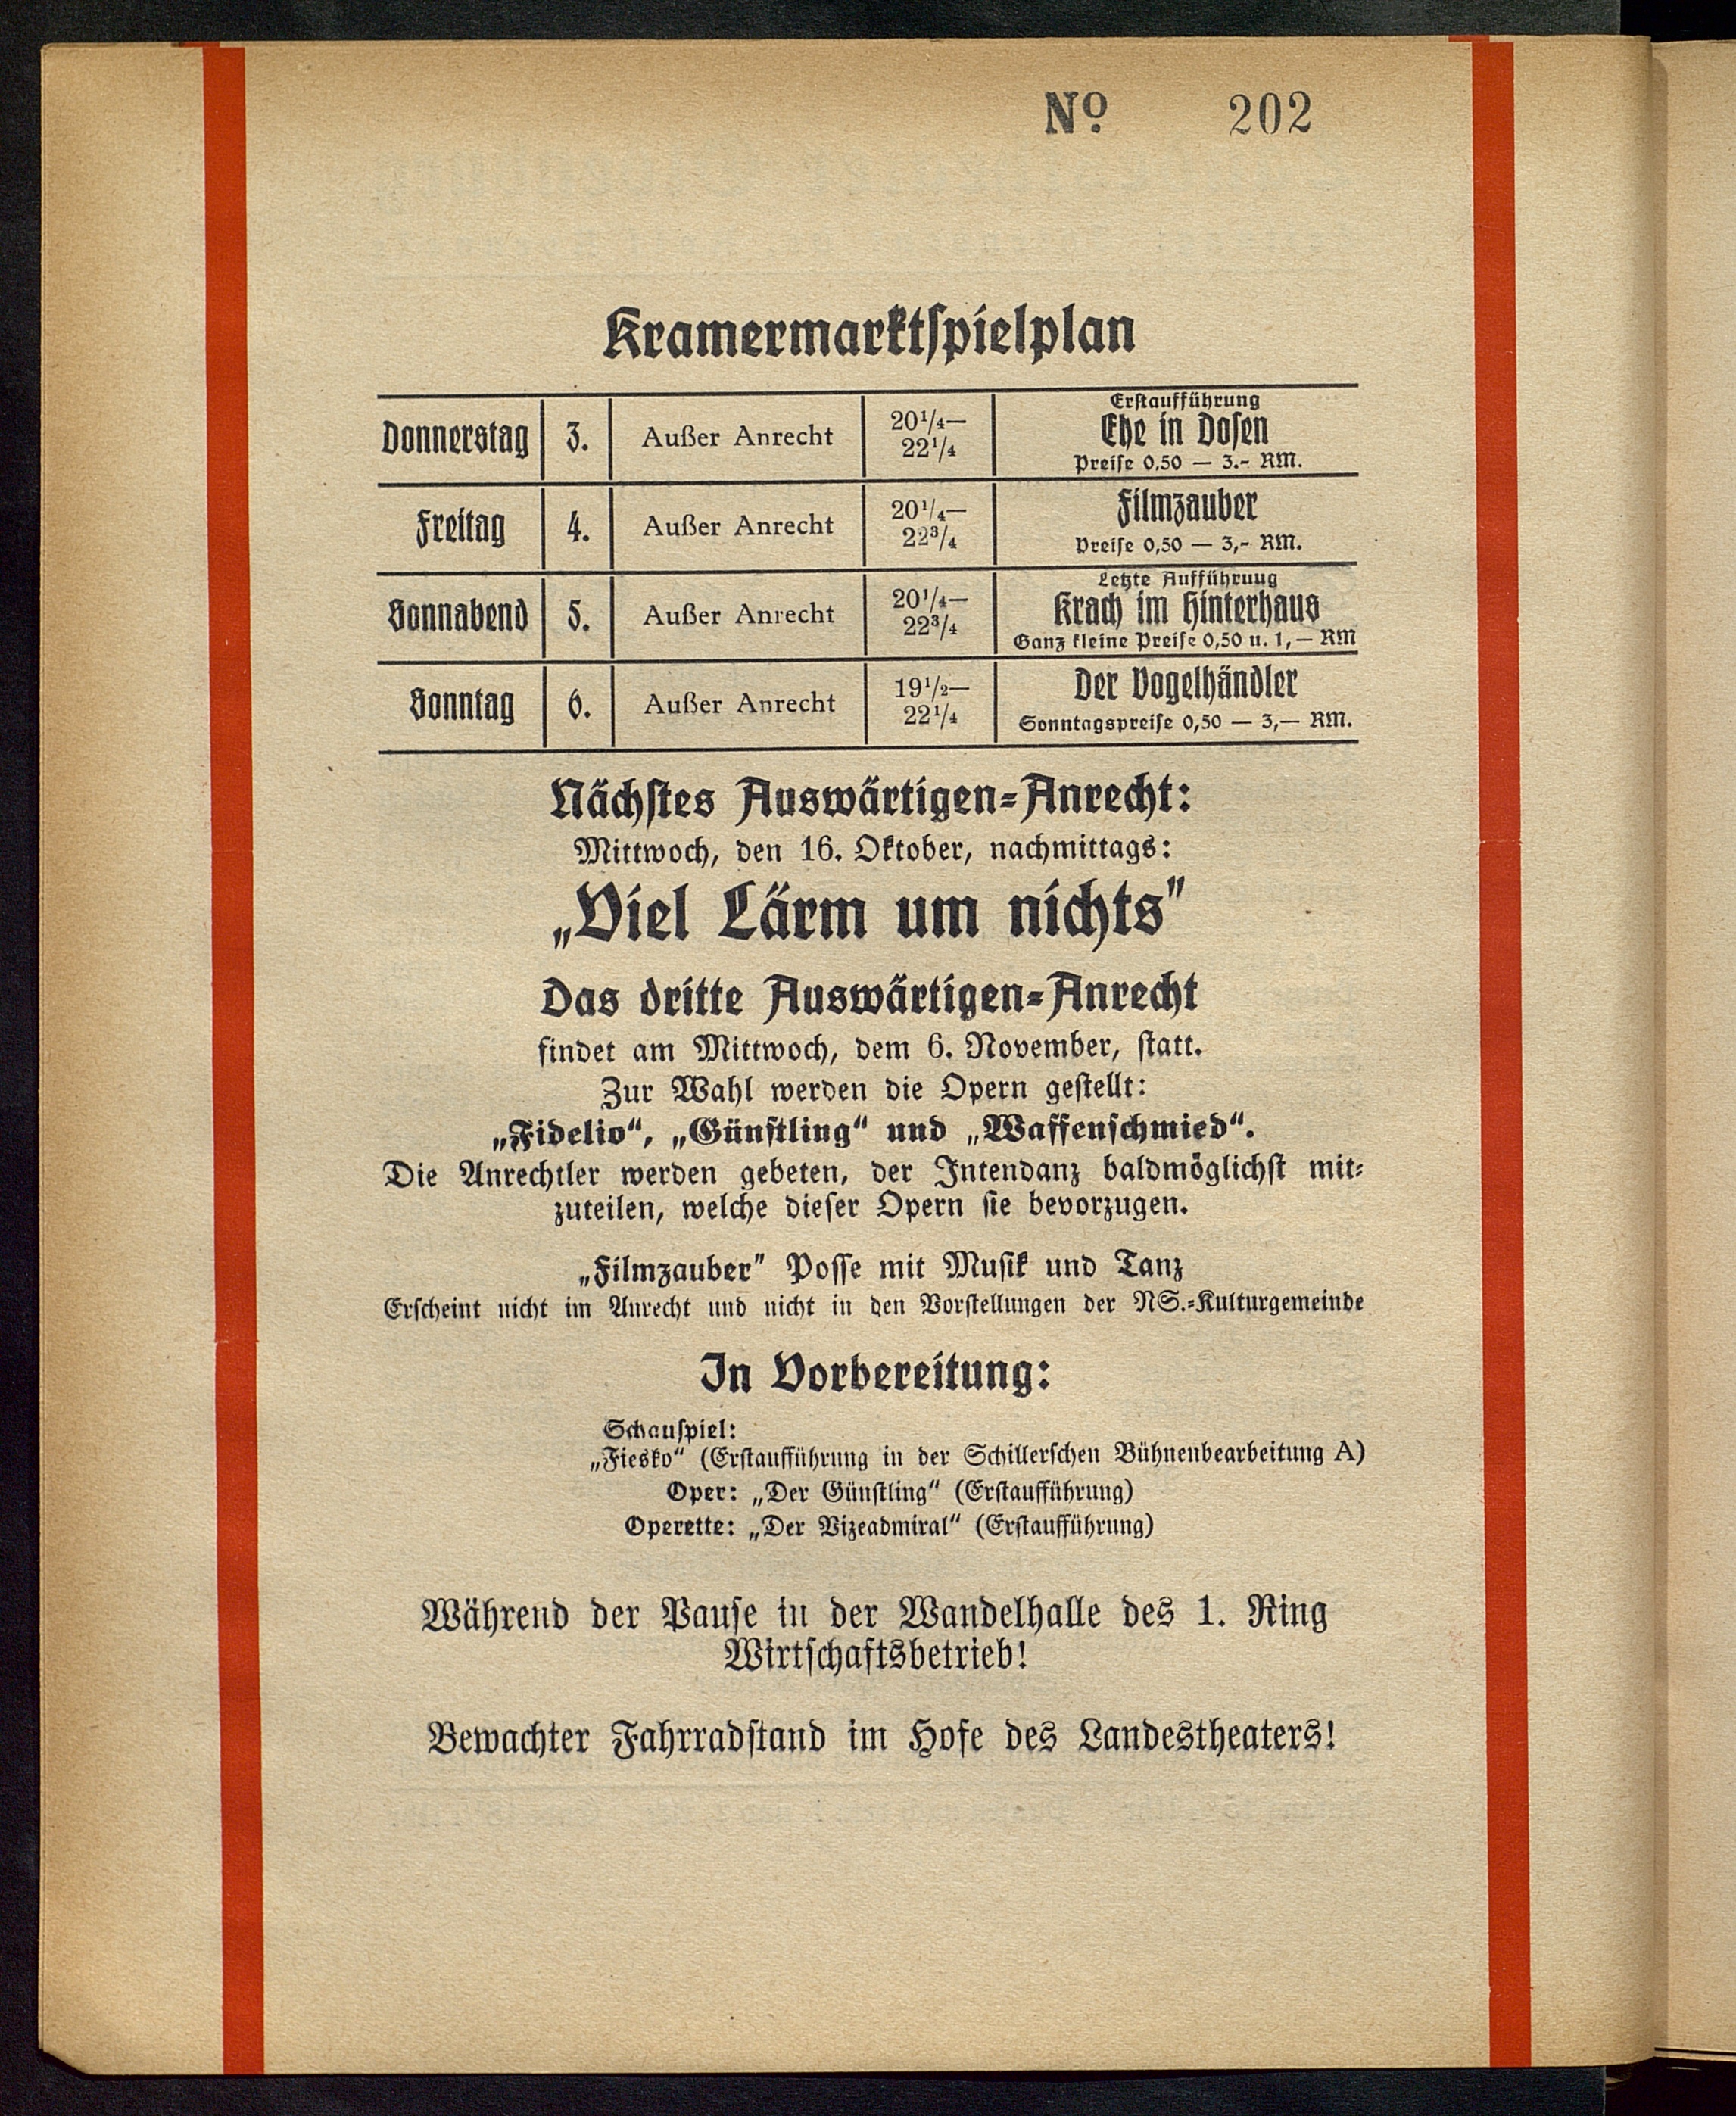 Nº 202
Kramermarktspielplan
Donnerstag 3. Außer Anrecht 20¼— 22¼ Erstaufführung
Ehe in Dosen
Preise 0,50 — 3.- RM.
Freitag 4. Außer Anrecht 20¼— 22¾ Filmzauber
Preise 0,50 — 3,- RM.
Sonnabend 5. Außer Anrecht 20¼— 22¾ Letzte Aufführung
Krach im Hinterhaus
Ganz kleine Preise 0,50 u. 1,— RM
Sonntag 6. Außer Anrecht 19½— 22¼ Der Vogelhändler
Sonntagspreise 0,50 — 3,— RM.
Nächstes Auswärtigen-Anrecht:
Mittwoch, den 16. Oktober, nachmittags:
„Viel Lärm um nichts"
Das dritte Auswärtigen-Anrecht
findet am Mittwoch, dem 6. November, statt.
Zur Wahl werden die Opern gestellt:
„Fidelio“, „Günstling“ und „Waffenschmied“.
Die Anrechtler werden gebeten, der Intendanz baldmöglichst mit-
zuteilen, welche dieser Opern sie bevorzugen.
„Filmzauber" Posse mit Musik und Tanz
Erscheint nicht im Anrecht und nicht in den Vorstellungen der NS.-Kulturgemeinde
In Vorbereitung:
Schauspiel:
„Fiesko“ (Erstaufführung in der Schillerschen Bühnenbearbeitung A)
Oper: „Der Günstling“ (Erstaufführung)
Operette: „Der Vizeadmiral“ (Erstaufführung)
Während der Pause in der Wandelhalle des 1. Ring
Wirtschaftsbetrieb!
Bewachter Fahrradstand im Hofe des Landestheaters!